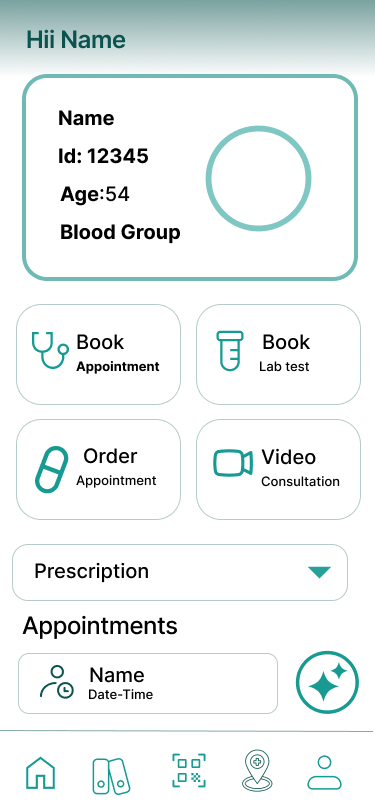 Hii Name
Name
Id: 12345
Age:54
Blood Group
Book
Appointment
Book
Lab test
Order
Appointment
Video
Consultation
Prescription
Appointments
Name
Date-Time